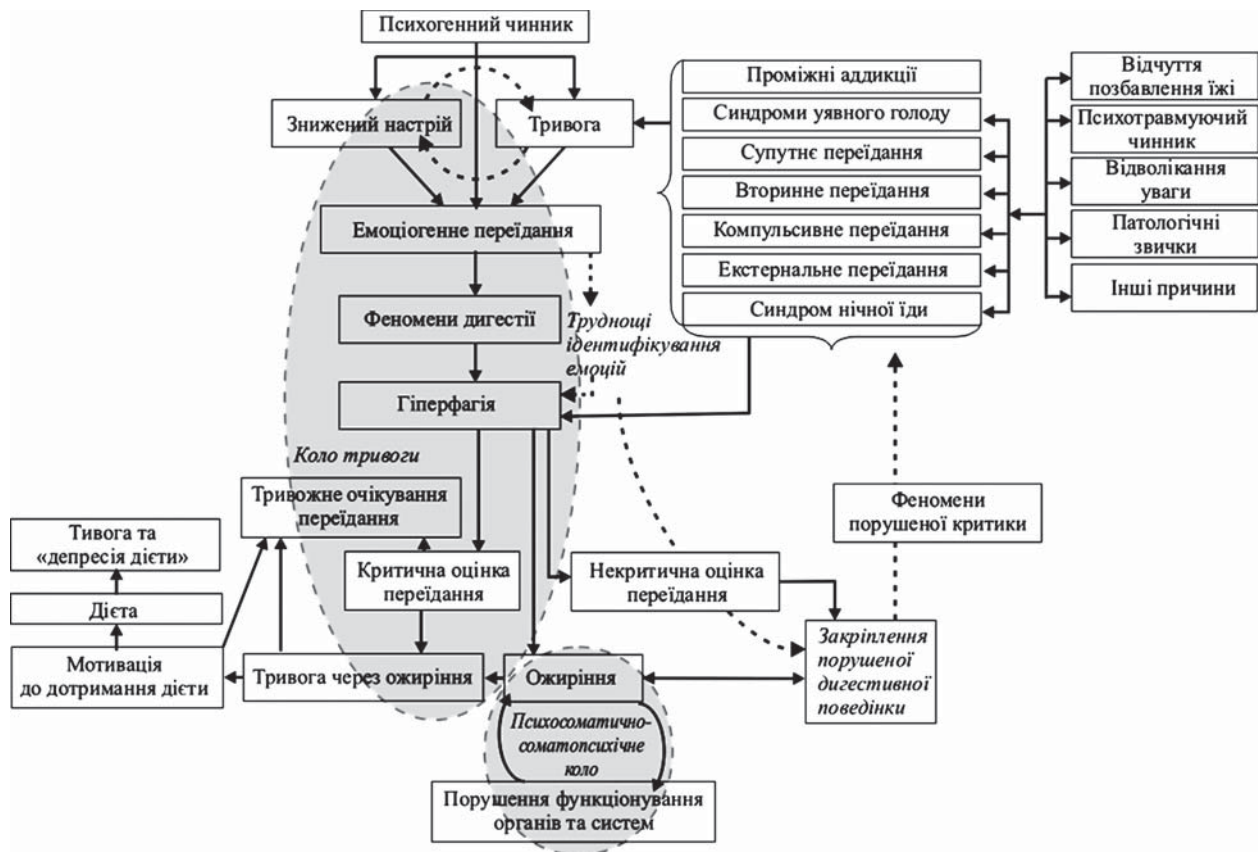 Психогенний чинник
Знижений настрій
Тривога
Емоціогенне переїдання
Феномени дигестії
Труднощі
ідентифікування
емоцій
Гіперфагія
Коло тривоги
Тривожне очікування
переїдання
Критична оцінка
переїдання
Тивога та
«депресія дієти»
Дієта
Мотивація
до дотримання дієти
Тривога через ожиріння
Ожиріння
Психосоматично-
соматопсихічне
коло
Порушення функціонування
органів та систем
Некритична оцінка
переїдання
Закріплення
порушеної
дигестивної
поведінки
Феномени
порушеної критики
Проміжні аддикції
Синдроми уявного голоду
Супутнє переїдання
Вторинне переїдання
Компульсивне переїдання
Екстернальне переїдання
Синдром нічної їди
Відчуття
позбавлення їжі
Психотравмуючий
чинник
Відволікання
уваги
Патологічні
звички
Інші причини